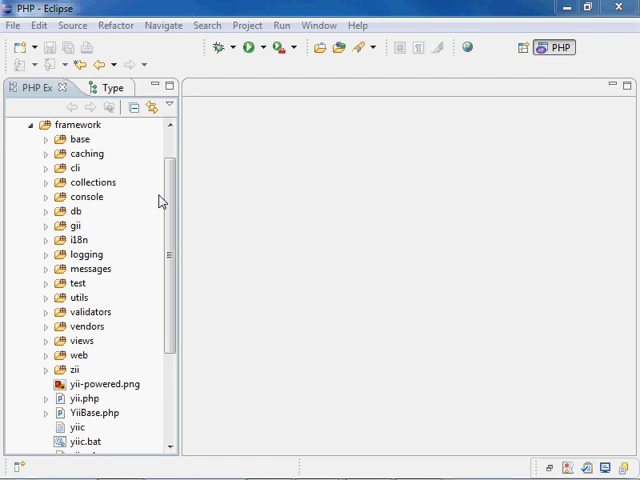 PHP - Eclipse
File Edit Source Refactor Navigate Search Project Run Window Help
PHP
PHP Ex Type
framework
base
caching
cli
collections
console
db
gii
i18n
logging
messages
test
utils
validators
vendors
views
web
zii
yii-powered.png
yii.php
YiiBase.php
yiic
yiic.bat